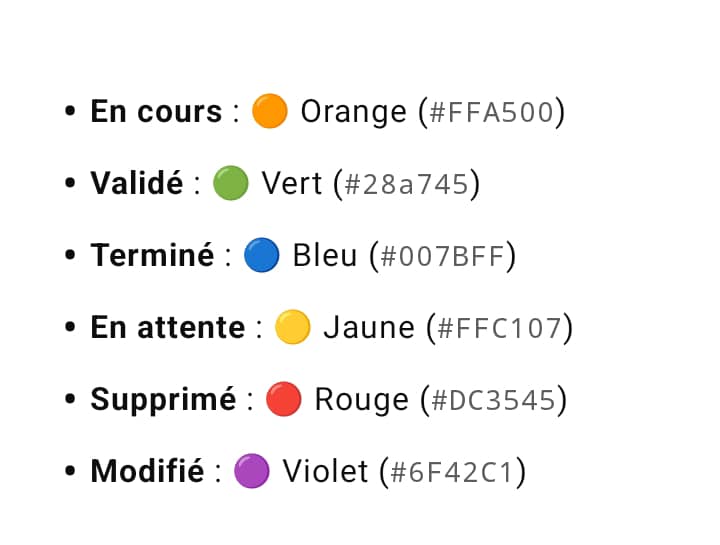 • En cours : 🟠 Orange (#FFA500)
• Validé : 🟢 Vert (#28a745)
• Terminé : 🔵 Bleu (#007BFF)
• En attente : 🟡 Jaune (#FFC107)
• Supprimé : 🔴 Rouge (#DC3545)
• Modifié : 🟣 Violet (#6F42C1)